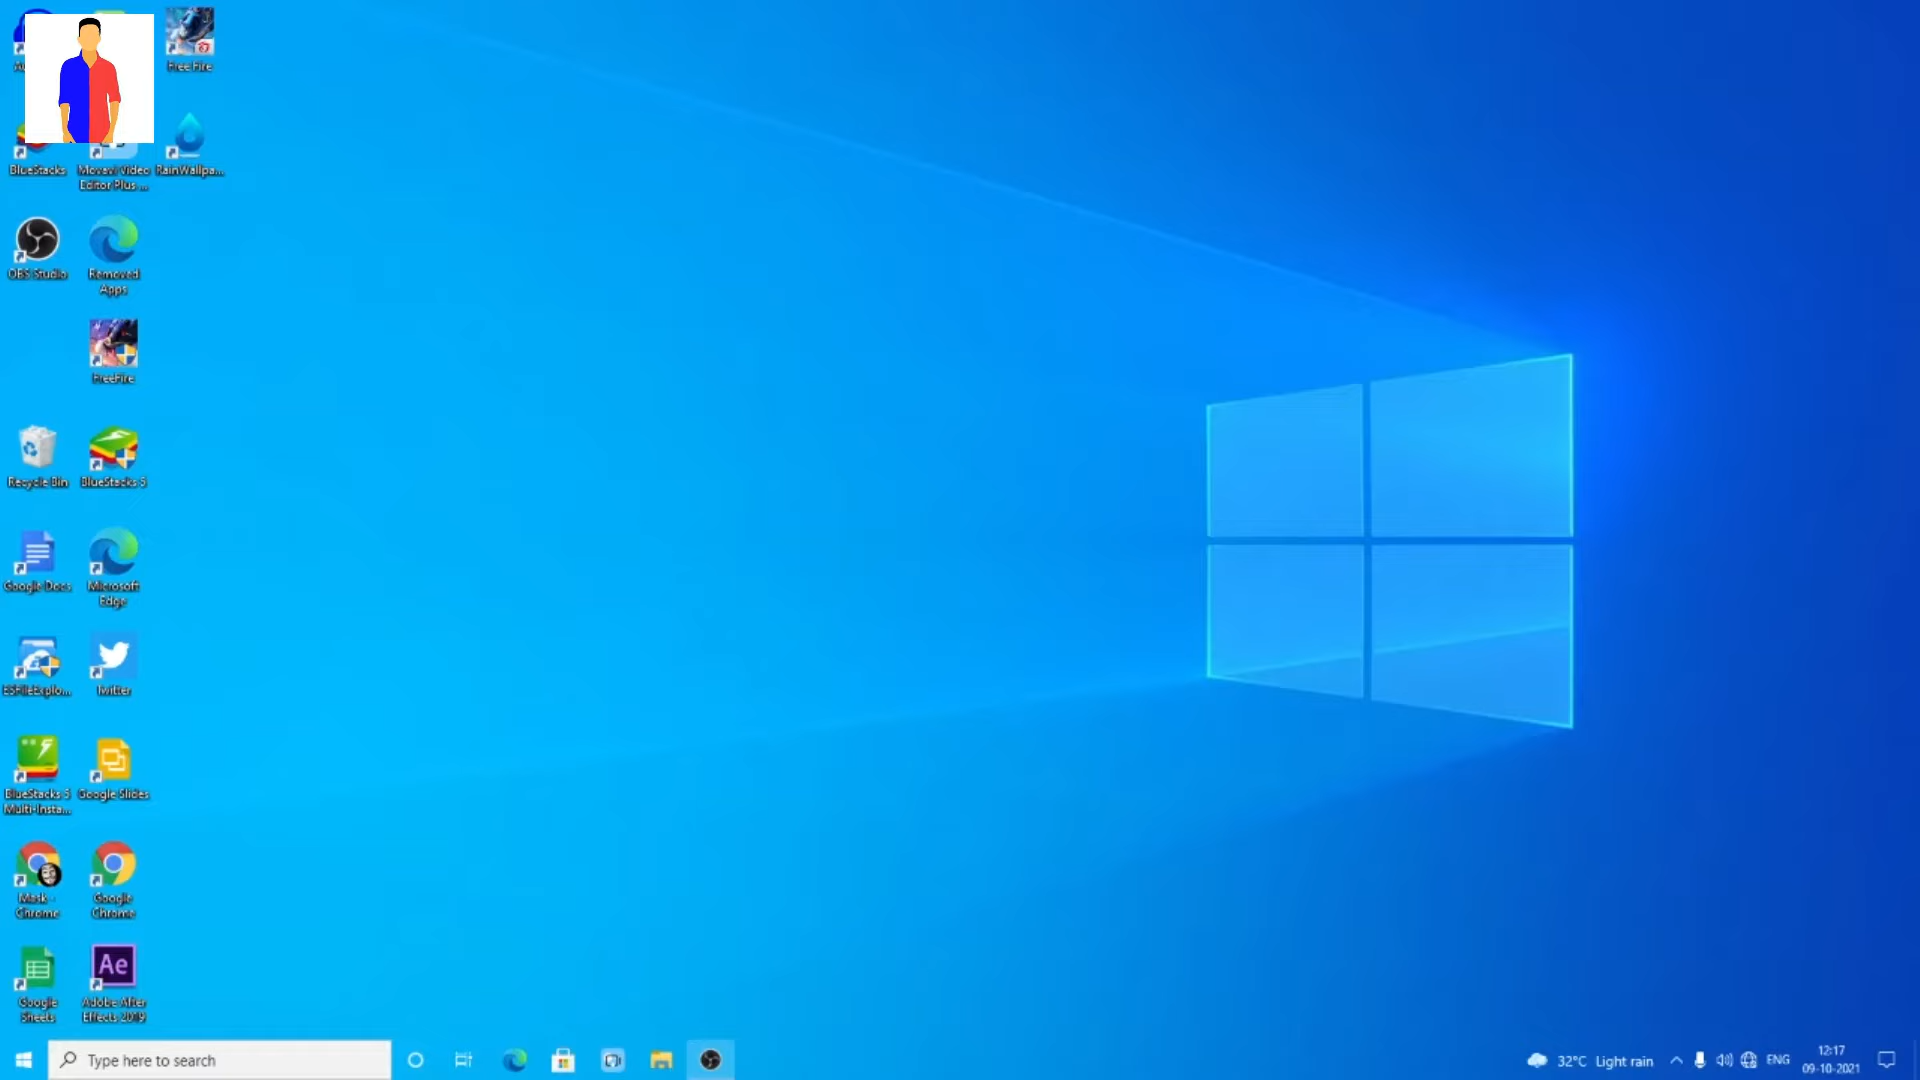 Free Fire
BlueStacks
Movavi Video
Editor Plus ...
RainWallpa...
OBS Studio
Removed
Apps
FreeFire
Recycle Bin
BlueStacks 5
Google Docs
Microsoft
Edge
ESFileExplo...
Twitter
BlueStacks 5
Multi-Insta...
Google Slides
Mask -
Chrome
Google
Chrome
Google
Sheets
Ae
Adobe After
Effects 2019
Type here to search
32°C Light rain
ENG
12:17
09-10-2021